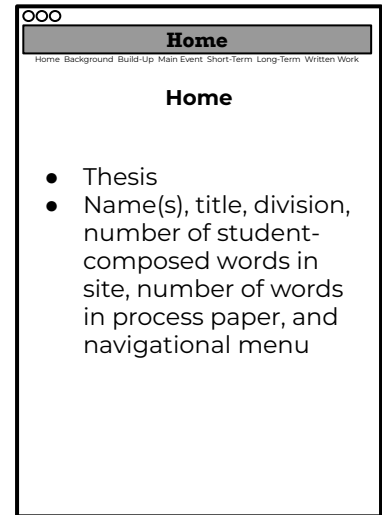 Home
Home Background Build-Up Main Event Short-Term Long-Term Written Work
Home
● Thesis
● Name(s), title, division,
number of student-
composed words in
site, number of words
in process paper, and
navigational menu